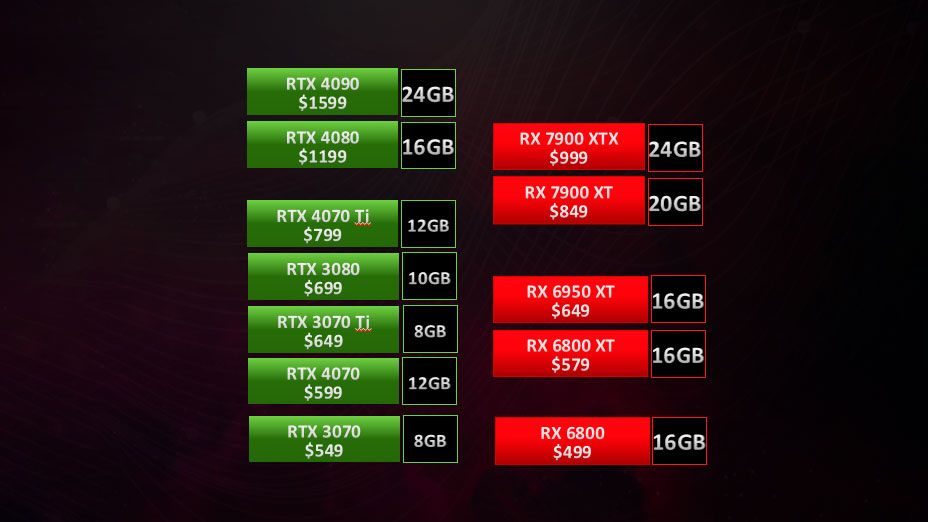 RTX 4090
$1599
24GB
RTX 4080
$1199
16GB
RTX 4070 Ti
$799
12GB
RTX 3080
$699
10GB
RTX 3070 Ti
$649
8GB
RTX 4070
$599
12GB
RTX 3070
$549
8GB
RX 7900 XTX
$999
24GB
RX 7900 XT
$849
20GB
RX 6950 XT
$649
16GB
RX 6800 XT
$579
16GB
RX 6800
$499
16GB